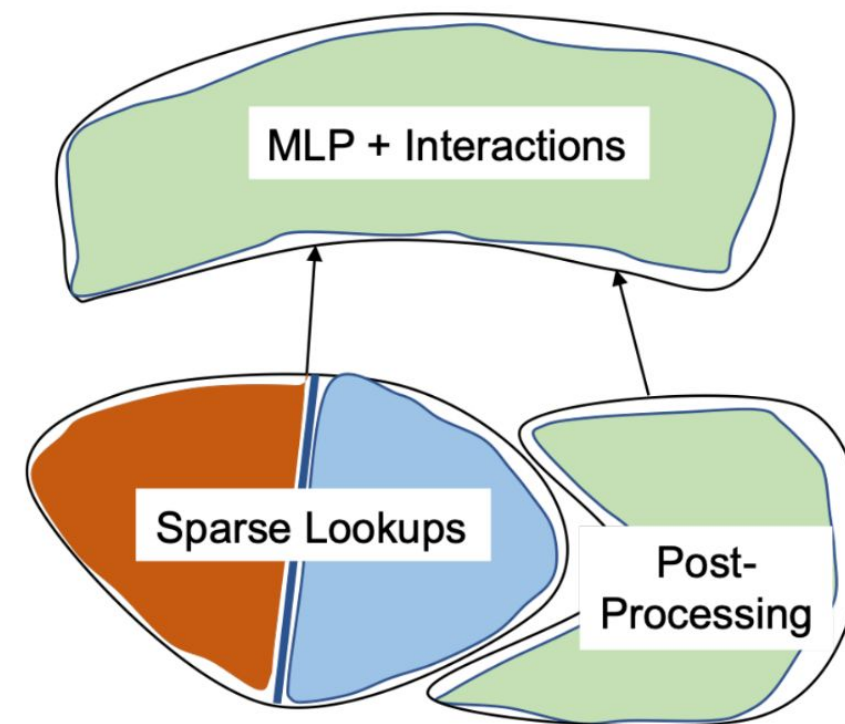 MLP + Interactions
Sparse Lookups
Post-
Processing